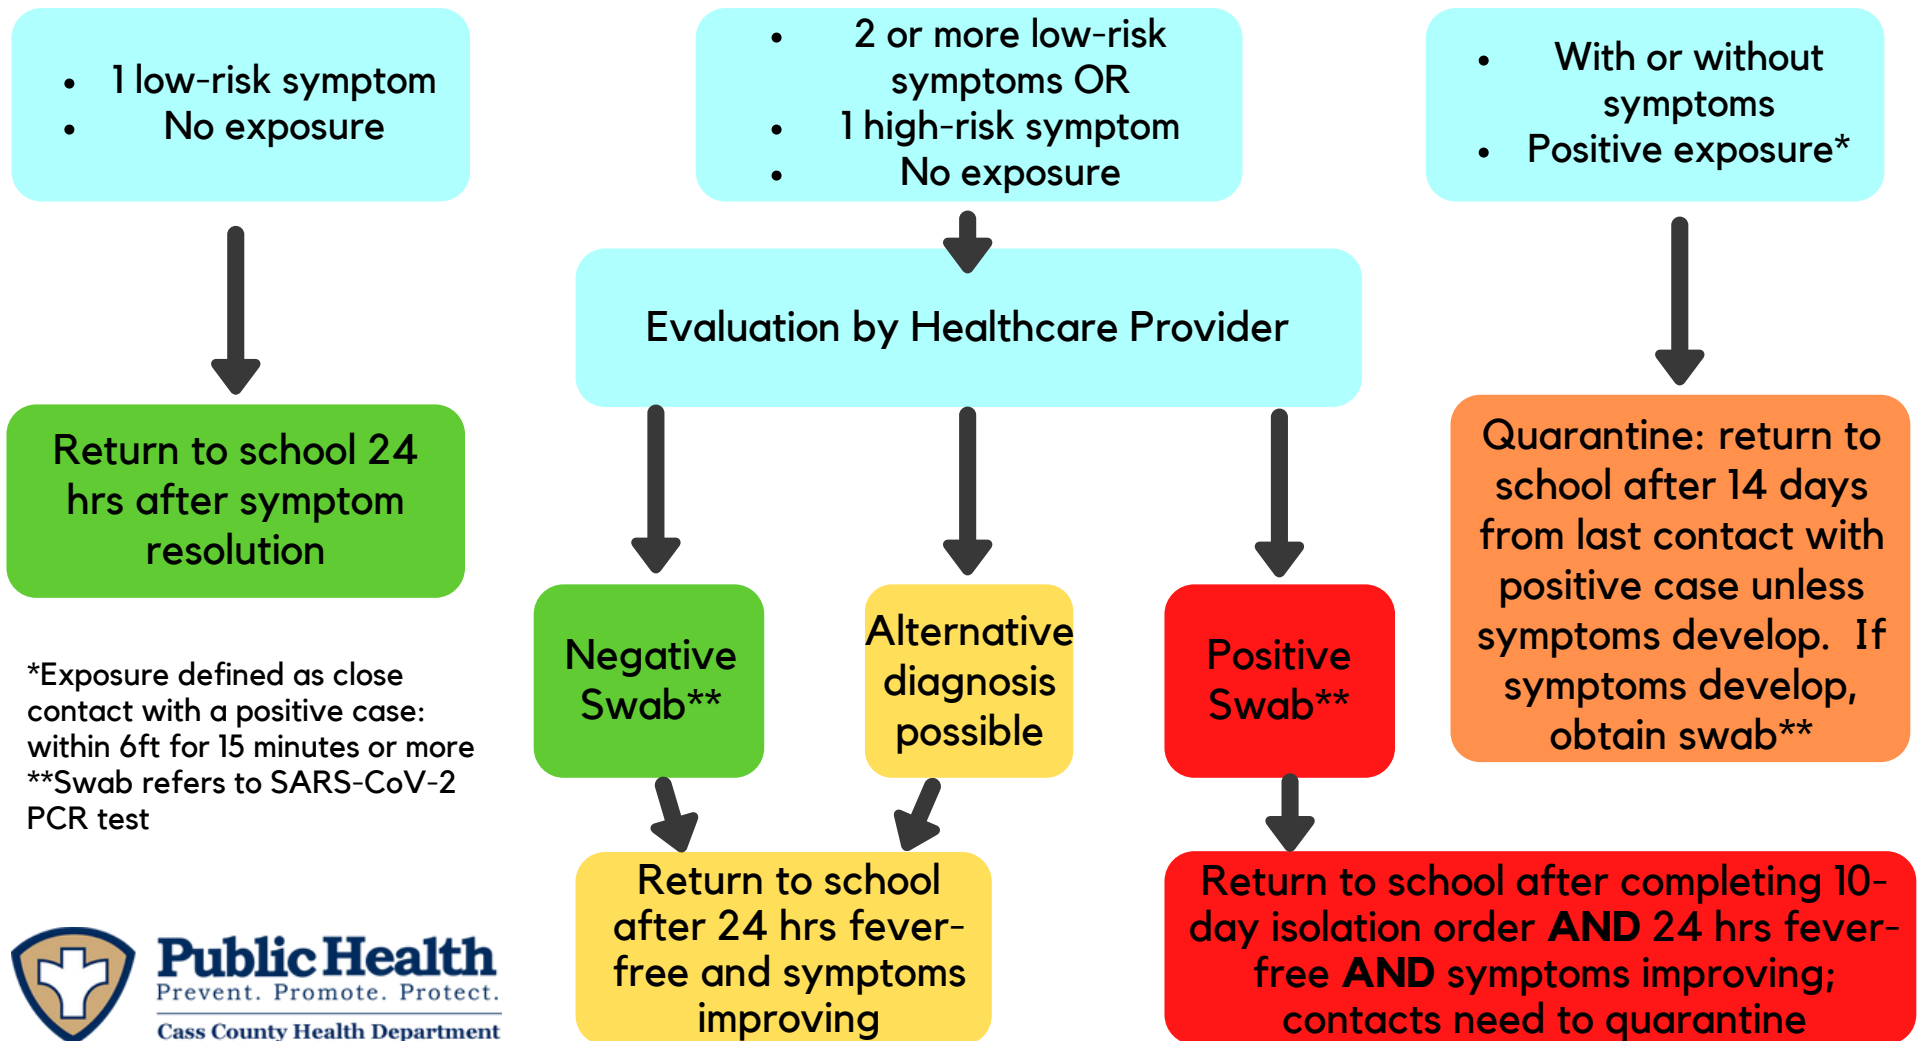 • 1 low-risk symptom
• No exposure
• 2 or more low-risk
symptoms OR
• 1 high-risk symptom
• No exposure
• With or without
symptoms
• Positive exposure*
Evaluation by Healthcare Provider
Return to school 24
hrs after symptom
resolution
Negative
Swab**
Alternative
diagnosis
possible
Positive
Swab**
Quarantine: return to
school after 14 days
from last contact with
positive case unless
symptoms develop. If
symptoms develop,
obtain swab**
*Exposure defined as close
contact with a positive case:
within 6ft for 15 minutes or more
**Swab refers to SARS-CoV-2
PCR test
Return to school
after 24 hrs fever-
free and symptoms
improving
Return to school after completing 10-
day isolation order AND 24 hrs fever-
free AND symptoms improving;
contacts need to quarantine
Public Health
Prevent. Promote. Protect.
Cass County Health Department